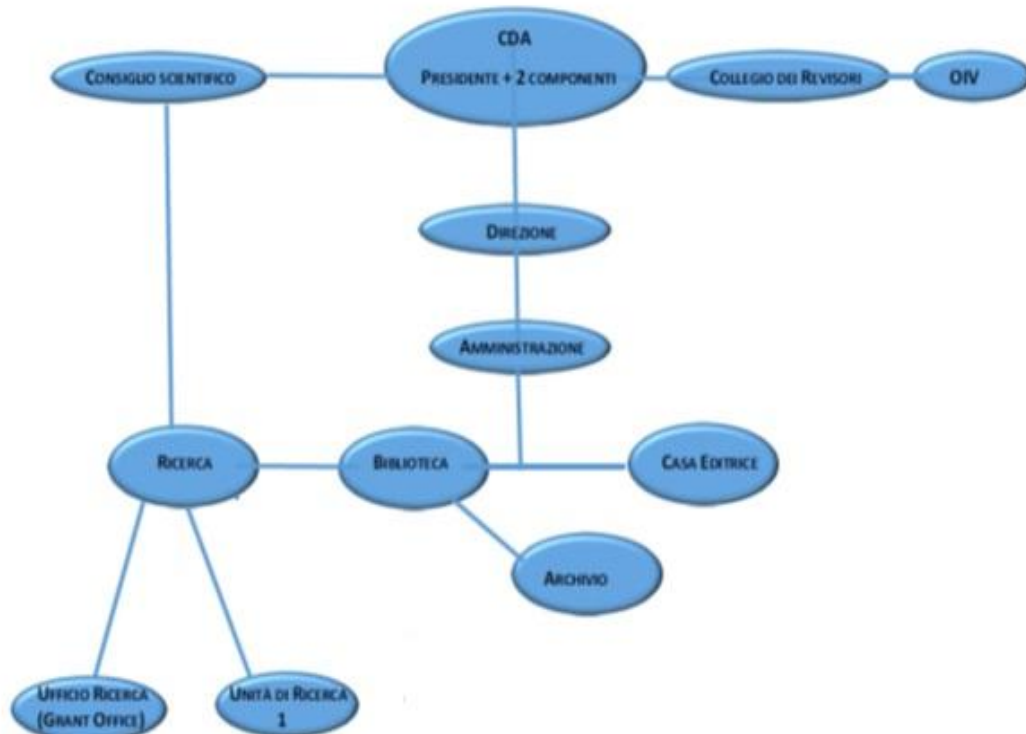 CDA
PRESIDENTE + 2 COMPONENTI
CONSIGLIO SCIENTIFICO
COLLEGIO DEI REVISORI
OIV
DIREZIONE
AMMINISTRAZIONE
RICERCA
BIBLIOTECA
CASA EDITRICE
ARCHIVIO
UFFICIO RICERCA
(GRANT OFFICE)
UNITÀ DI RICERCA
1